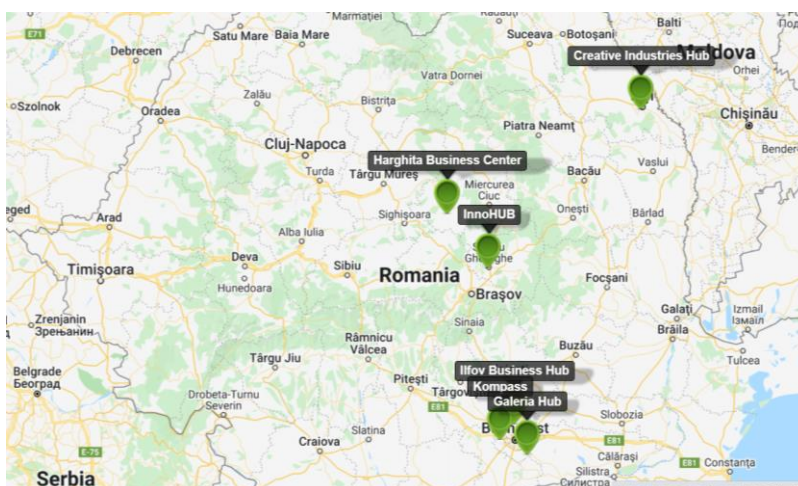 E71
Marmației
Rădăuți
Satu Mare
Baia Mare
Suceava
Botoșani
Balti
Debrecen
Creative Industries Hub
Moldova
Orhei
Vatra Dornei
Szolnok
Zalău
Oradea
Bistrița
Chișinău
Piatra Neamț
Cluj-Napoca
Bender
Harghita Business Center
Turda
Târgu Mureș
Bacău
Vaslui
Miercurea
Ciuc
InnoHUB
Sighișoara
Onești
Bârlad
Arad
Alba Iulia
Gheorghe
Deva
Timișoara
Sibiu
Romania
Focșani
Hunedoara
Brașov
Galați
Izmail
Ізмаїл
Zrenjanin
Зрењанин
Sinaia
Brăila
Râmnicu
Vâlcea
Buzău
Târgu Jiu
Tulcea
Ilfov Business Hub
Belgrade
Београд
Pitești
Kompass
Drobeta-Turnu
Severin
E81
Galeria Hub
Slobozia
Slatina
Craiova
E81
E-75
Călărași
E81
Constanța
Silistra
Силистра
Serbia